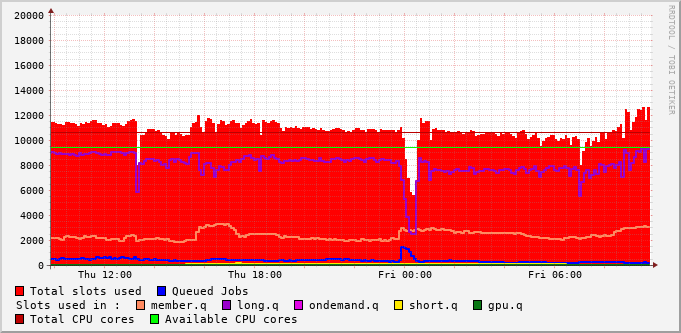 20000
18000
16000
14000
12000
10000
8000
6000
4000
2000
0
Thu 12:00 Thu 18:00 Fri 00:00 Fri 06:00
RRDTOOL / TOBI OETIKER
Total slots used Queued Jobs
Slots used in : member.q long.q ondemand.q short.q gpu.q
Total CPU cores Available CPU cores